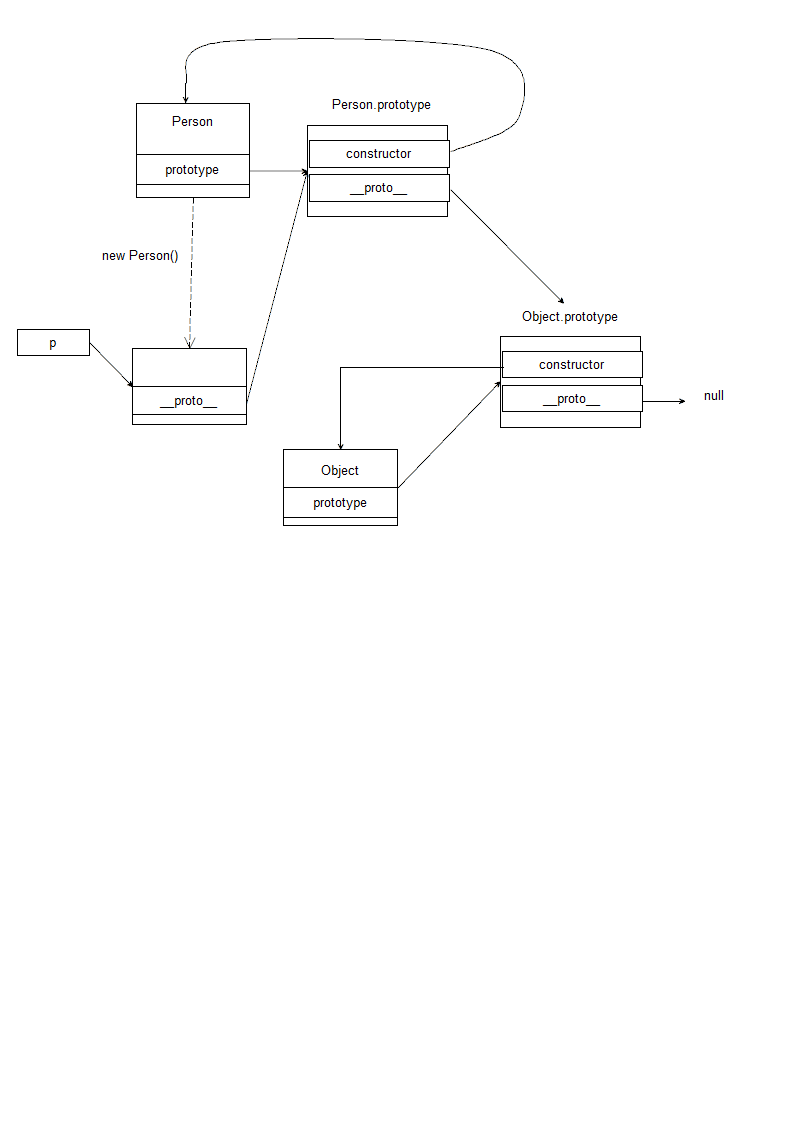 Person.prototype
Person
constructor
prototype
__proto__
new Person()
Object.prototype
p
constructor
__proto__
null
__proto__
Object
prototype